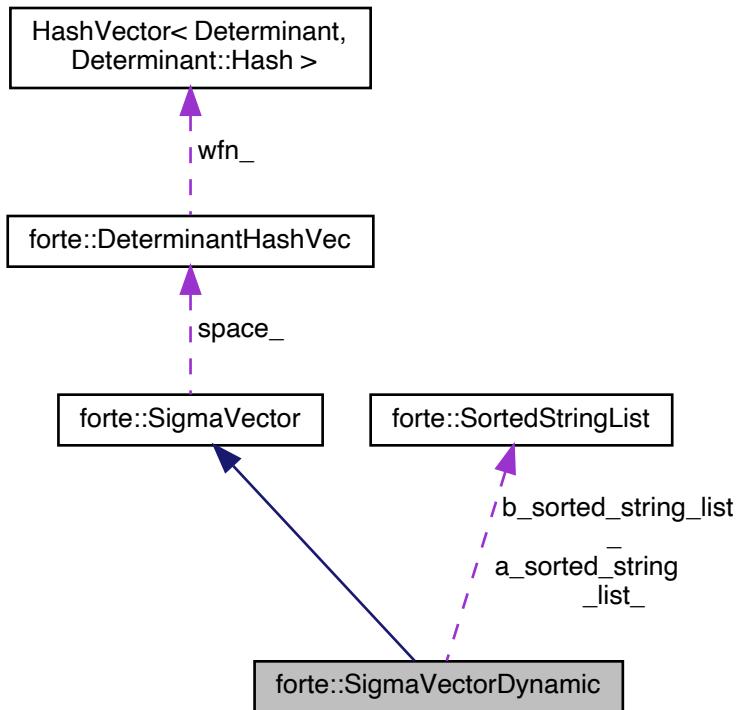 HashVector< Determinant,
Determinant::Hash >
wfn_
forte::DeterminantHashVec
space_
forte::SigmaVector
forte::SortedStringList
b_sorted_string_list
_
a_sorted_string
_list_
forte::SigmaVectorDynamic